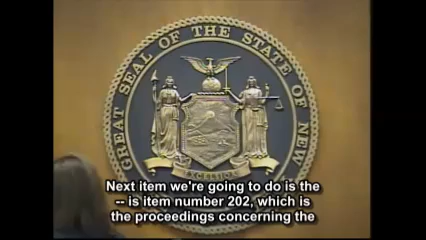 GREAT SEAL OF THE STATE OF NEW
EXCELSIOR
Next item we're going to do is the
-- is item number 202, which is
the proceedings concerning the